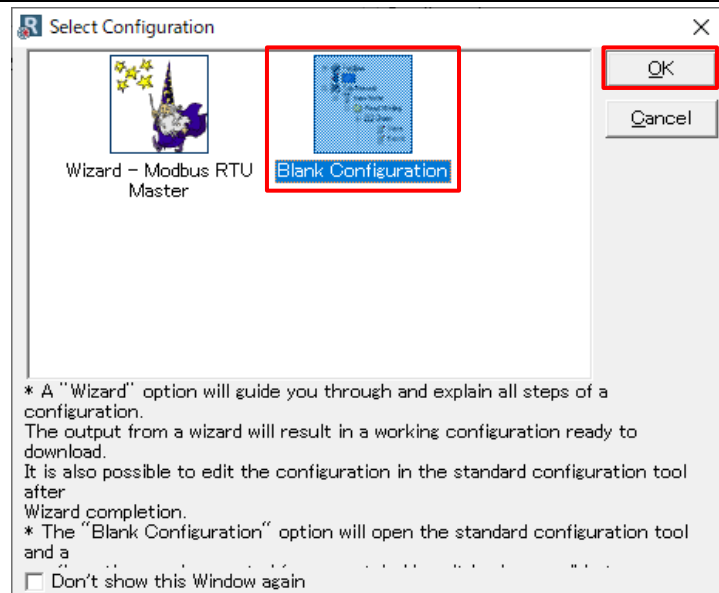 Select Configuration
OK
Cancel
Wizard - Modbus RTU
Master
Blank Configuration
* A "Wizard" option will guide you through and explain all steps of a
configuration.
The output from a wizard will result in a working configuration ready to
download.
It is also possible to edit the configuration in the standard configuration tool
after
Wizard completion.
* The "Blank Configuration" option will open the standard configuration tool
and a
Don't show this Window again